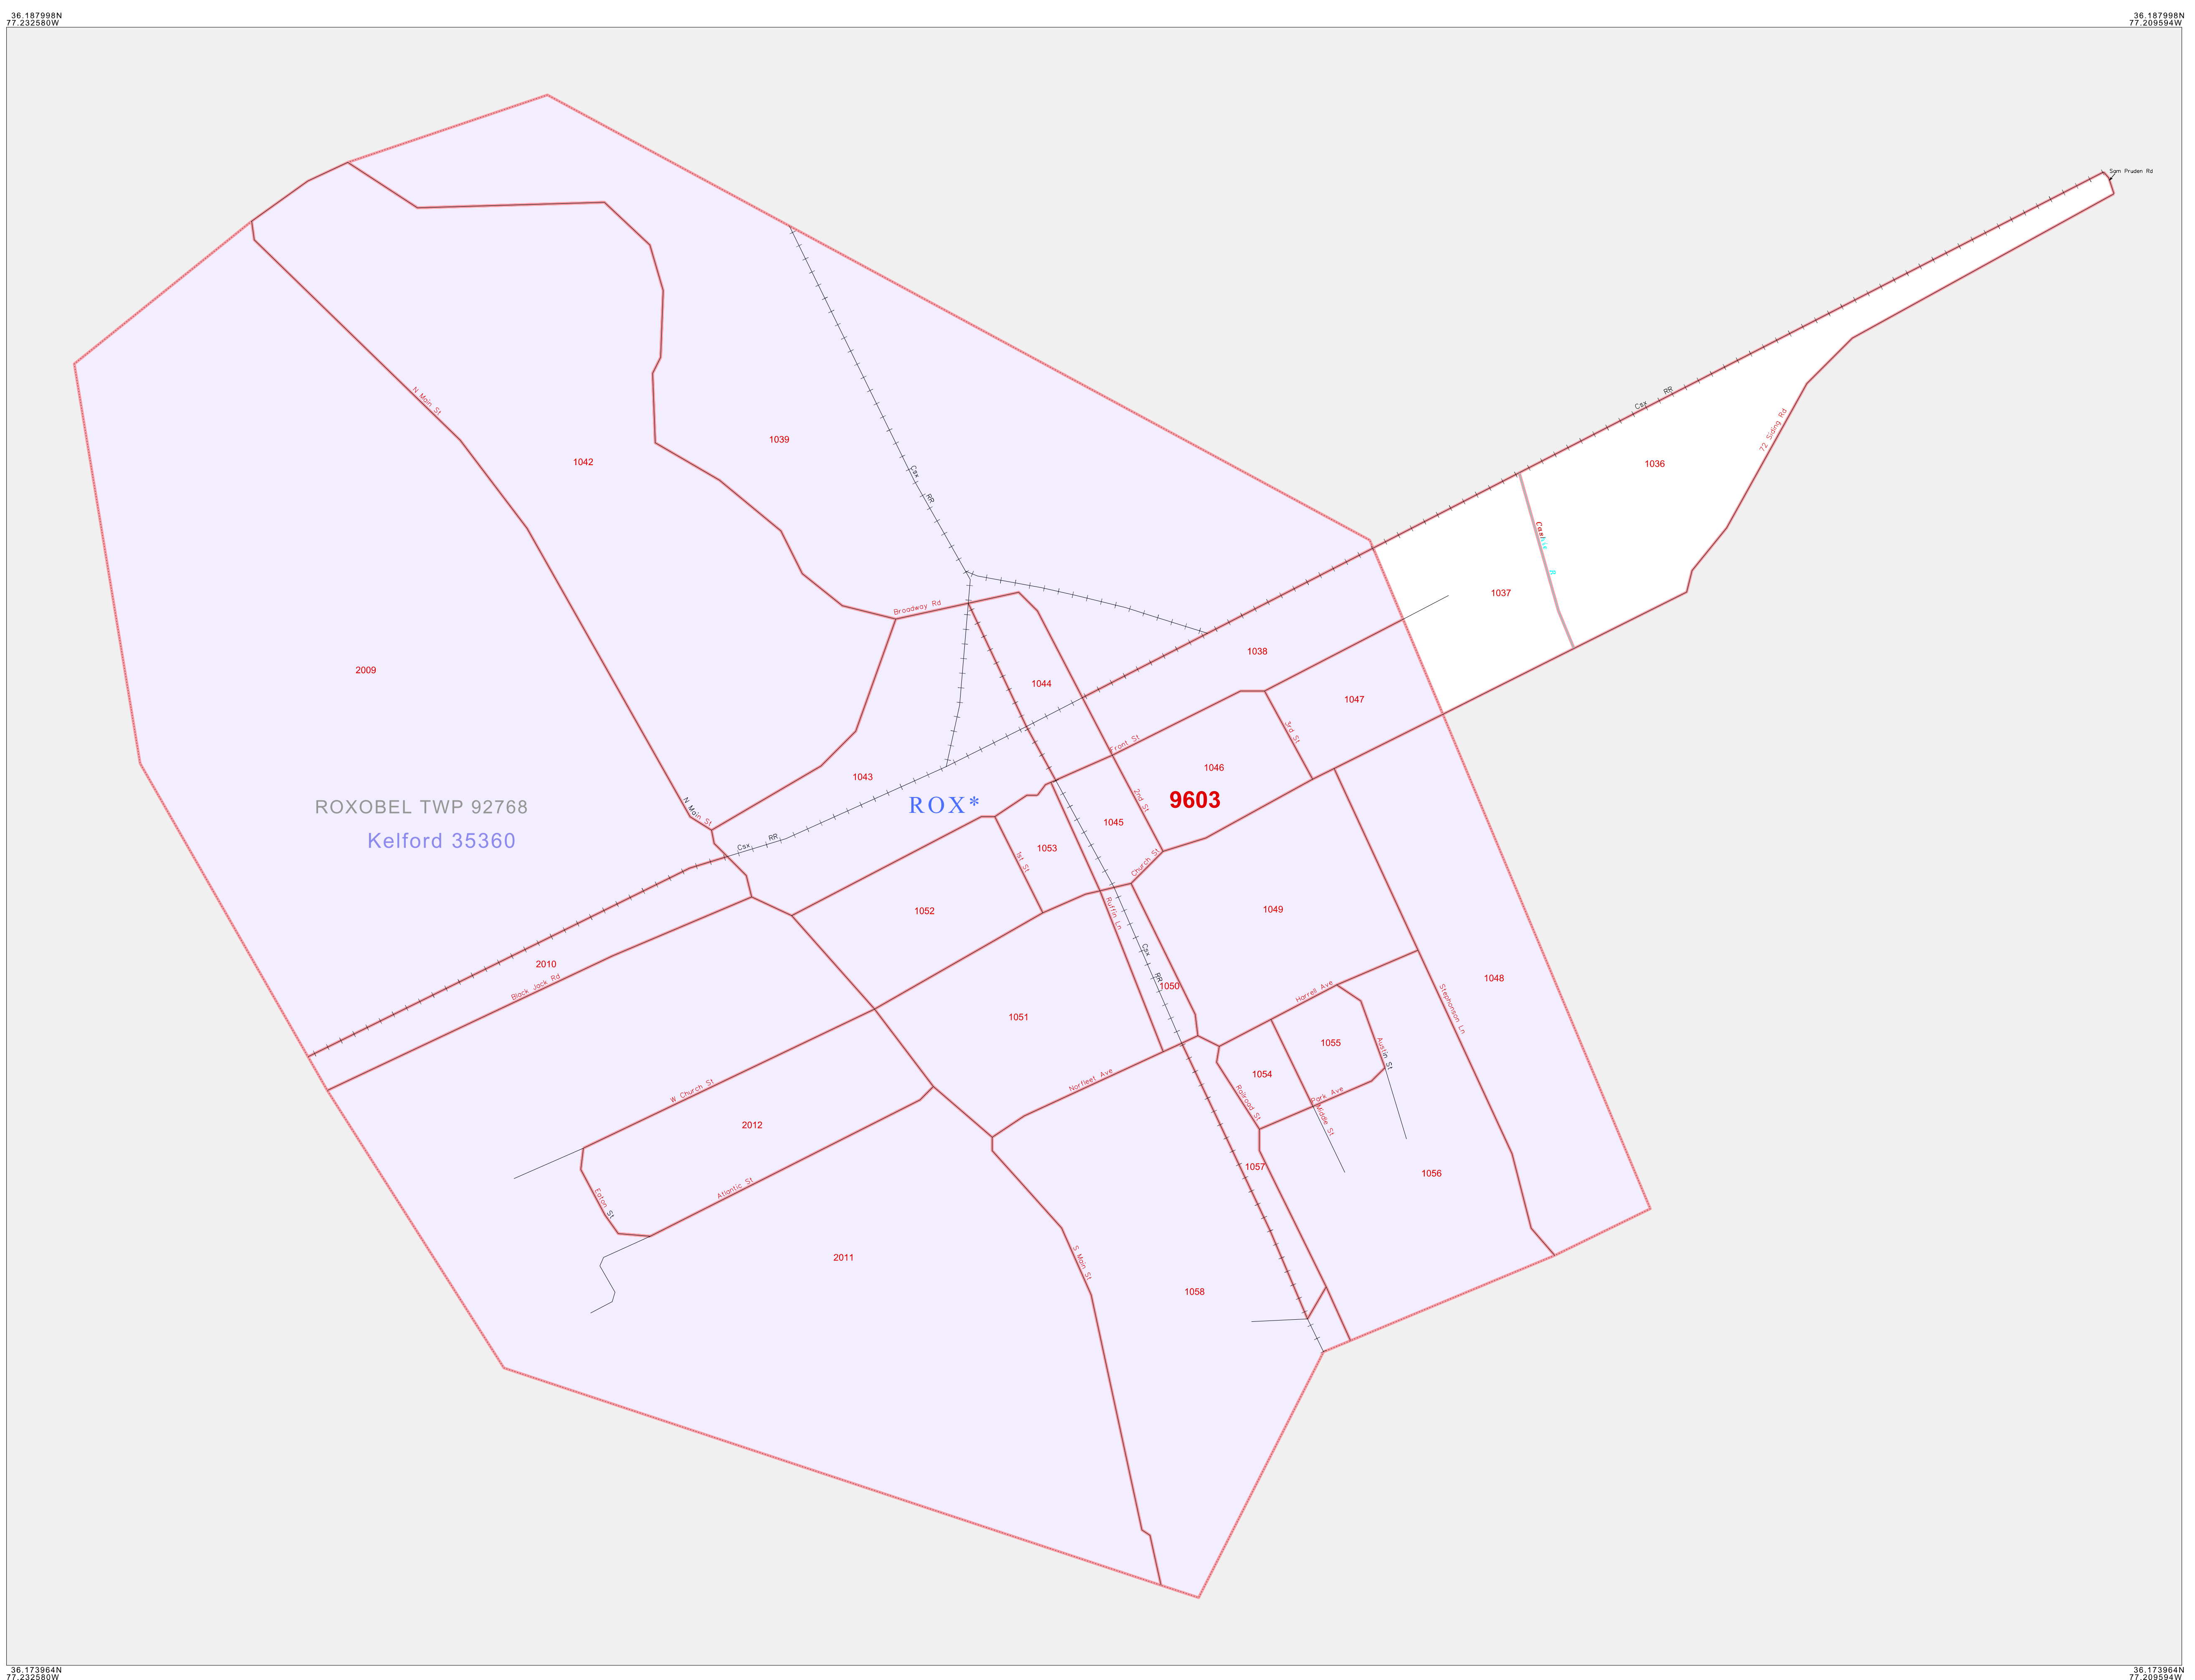 36.187998N
77.232580W
36.187998N
77.209594W
Sam Pruden Rd
Csx RR
N Main St
72 Siding Rd
1039
1042
1036
Csx RR
1037
Broadway Rd
1038
2009
1044
1047
3rd St
Front St
1046
1043
ROXOBEL TWP 92768
ROX*
9603
2nd St
N Main St
1045
Kelford 35360
Csx RR
1053
1st St
Church St
1052
1049
Ruffin Ln
2010
Csx RR
1048
Black Jack Rd
1050
Harrell Ave
Stephenson Ln
1051
1055
Austin St
1054
Norfleet Ave
W Church St
Railroad St
Park Ave
2012
Middle St
1057
1056
Atlantic St
Eaton St
2011
S Main St
1058
36.173964N
77.232580W
36.173964N
77.209594W